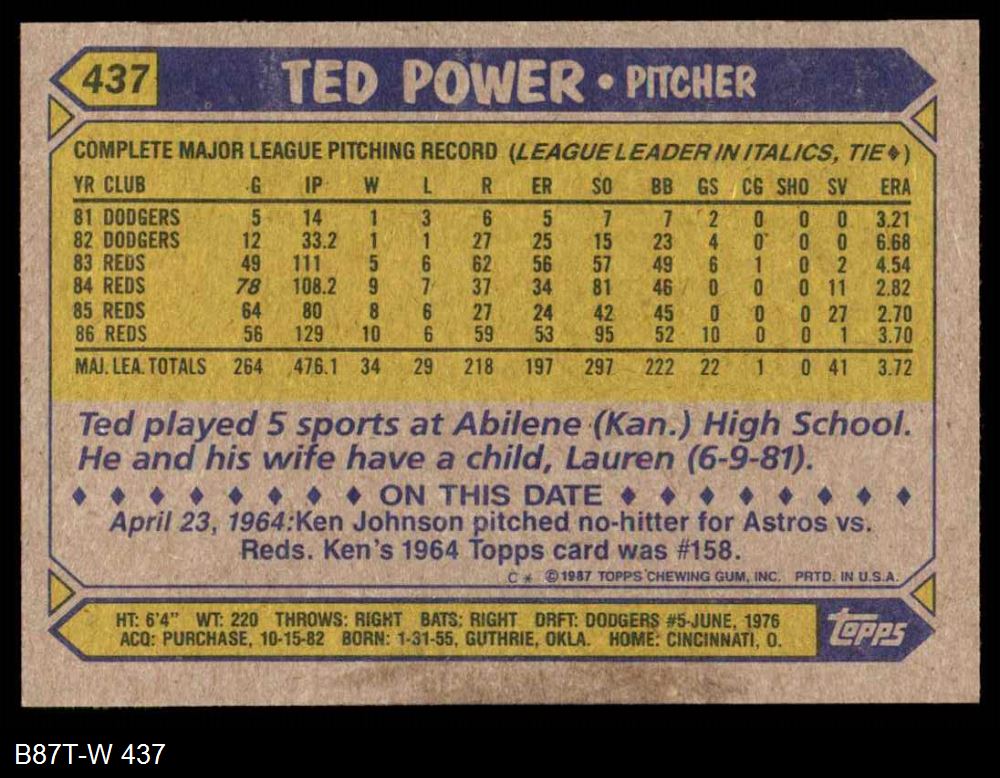 437 TED POWER • PITCHER
COMPLETE MAJOR LEAGUE PITCHING RECORD (LEAGUE LEADER IN ITALICS, TIE♦)
YR CLUB G IP W L R ER SO BB GS CG SHO SV ERA
81 DODGERS 5 14 1 3 6 5 7 7 2 0 0 0 3.21
82 DODGERS 12 33.2 1 1 27 25 15 23 4 0 0 0 6.68
83 REDS 49 111 5 6 62 56 57 49 6 1 0 2 4.54
84 REDS 78 108.2 9 7 37 34 81 46 0 0 0 11 2.82
85 REDS 64 80 8 6 27 24 42 45 0 0 0 27 2.70
86 REDS 56 129 10 6 59 53 95 52 10 0 0 1 3.70
MAJ. LEA. TOTALS 264 476.1 34 29 218 197 297 222 22 1 0 41 3.72
Ted played 5 sports at Abilene (Kan.) High School.
He and his wife have a child, Lauren (6-9-81).
♦ ♦ ♦ ♦ ♦ ♦ ♦ ♦ ON THIS DATE ♦ ♦ ♦ ♦ ♦ ♦ ♦ ♦
April 23, 1964:Ken Johnson pitched no-hitter for Astros vs.
Reds. Ken's 1964 Topps card was #158.
C * ©1987 TOPPS CHEWING GUM, INC. PRTD. IN U.S.A.
HT: 6'4" WT: 220 THROWS: RIGHT BATS: RIGHT DRFT: DODGERS #5-JUNE, 1976
ACQ: PURCHASE, 10-15-82 BORN: 1-31-55, GUTHRIE, OKLA. HOME: CINCINNATI, O.
Topps
B87T-W 437